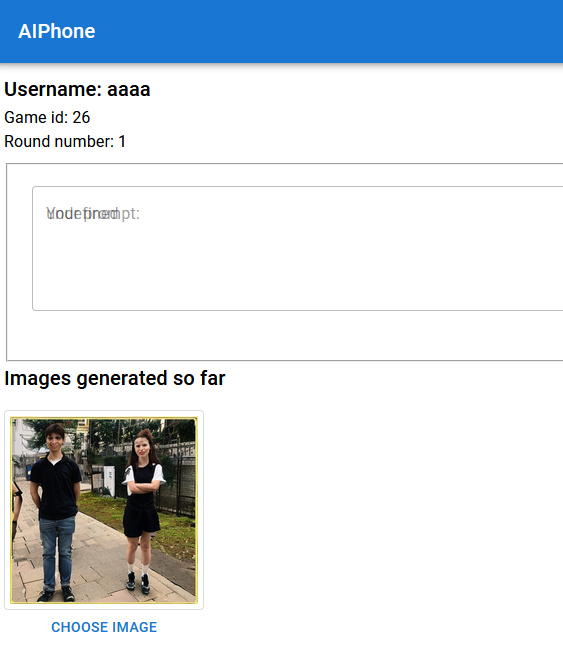 AIPhone
Username: aaaa
Game id: 26
Round number: 1
Your prompt:
undefined
Images generated so far
CHOOSE IMAGE